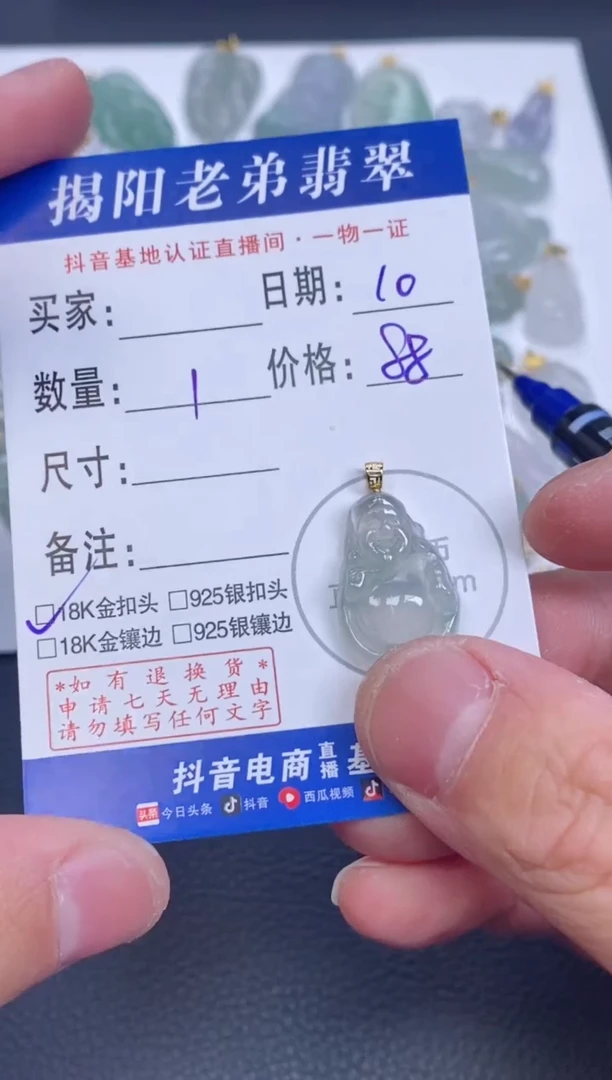 揭阳老弟翡翠
抖音基地认证直播间·一物一证
买家: 日期: 10
数量: 1 价格: 88
尺寸:
备注:
□18K金扣头 □925银扣头
□18K金镶边 □925银镶边
*如有退换货*
申请七天无理由
请勿填写任何文字
抖音电商直播基
头条 今日头条 抖音 西瓜视频